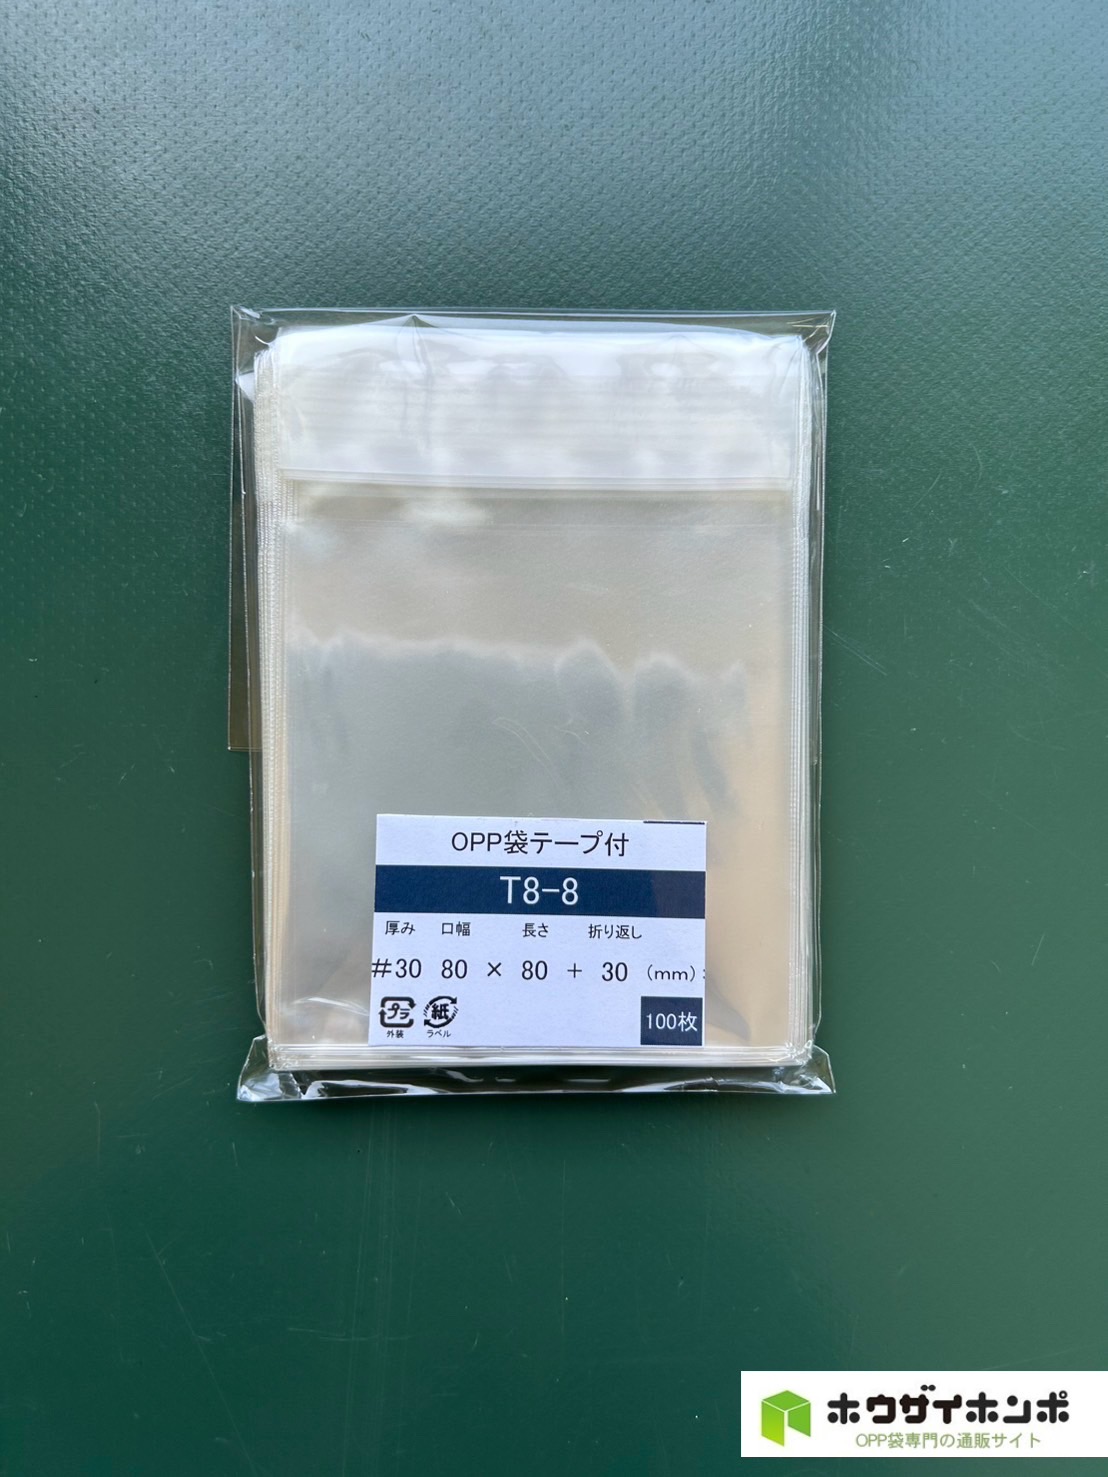 OPP袋テープ付
T8-8
厚み 口幅 長さ 折り返し
#30 80 × 80 + 30 (mm)
プラ 外装
紙 ラベル
100枚
ホウザイホンポ
OPP袋専門の通販サイト